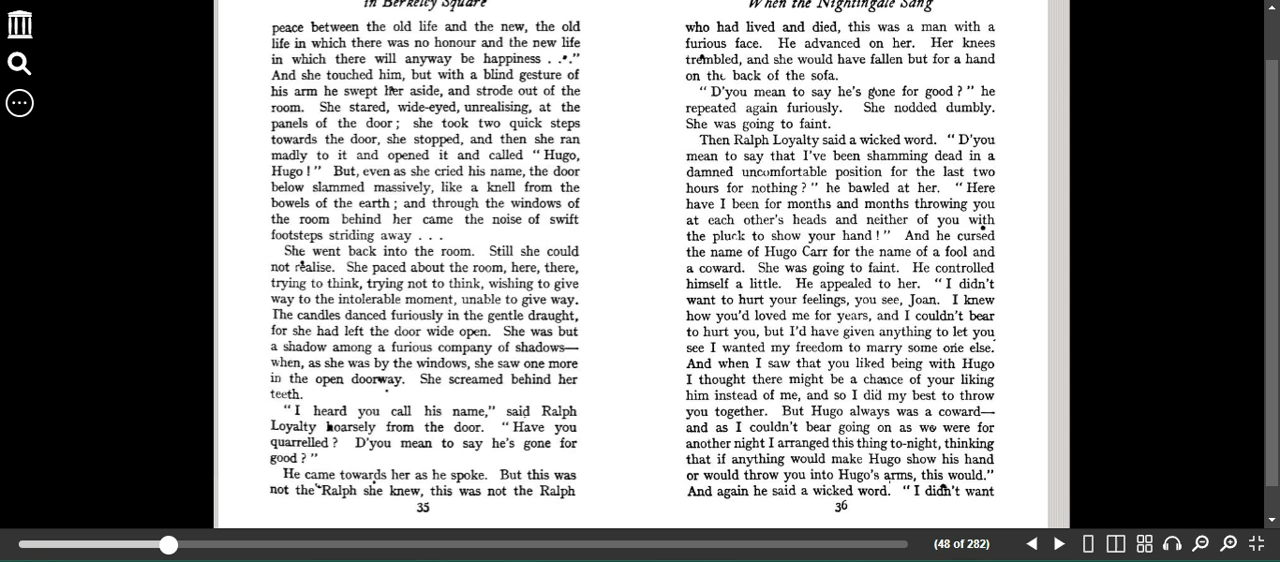 in Berkeley Square
peace between the old life and the new, the old
life in which there was no honour and the new life
in which there will anyway be happiness . . ."
And she touched him, but with a blind gesture of
his arm he swept her aside, and strode out of the
room. She stared, wide-eyed, unrealising, at the
panels of the door; she took two quick steps
towards the door, she stopped, and then she ran
madly to it and opened it and called "Hugo,
Hugo!" But, even as she cried his name, the door
below slammed massively, like a knell from the
bowels of the earth; and through the windows of
the room behind her came the noise of swift
footsteps striding away . . .
She went back into the room. Still she could
not realise. She paced about the room, here, there,
trying to think, trying not to think, wishing to give
way to the intolerable moment, unable to give way.
The candles danced furiously in the gentle draught,
for she had left the door wide open. She was but
a shadow among a furious company of shadows—
when, as she was by the windows, she saw one more
in the open doorway. She screamed behind her
teeth.
"I heard you call his name," said Ralph
Loyalty hoarsely from the door. "Have you
quarrelled? D'you mean to say he's gone for
good?"
He came towards her as he spoke. But this was
not the Ralph she knew, this was not the Ralph
35
When the Nightingale Sang
who had lived and died, this was a man with a
furious face. He advanced on her. Her knees
trembled, and she would have fallen but for a hand
on the back of the sofa.
"D'you mean to say he's gone for good?" he
repeated again furiously. She nodded dumbly.
She was going to faint.
Then Ralph Loyalty said a wicked word. "D'you
mean to say that I've been shamming dead in a
damned uncomfortable position for the last two
hours for nothing?" he bawled at her. "Here
have I been for months and months throwing you
at each other's heads and neither of you with
the pluck to show your hand!" And he cursed
the name of Hugo Carr for the name of a fool and
a coward. She was going to faint. He controlled
himself a little. He appealed to her. "I didn't
want to hurt your feelings, you see, Joan. I knew
how you'd loved me for years, and I couldn't bear
to hurt you, but I'd have given anything to let you
see I wanted my freedom to marry some one else.
And when I saw that you liked being with Hugo
I thought there might be a chance of your liking
him instead of me, and so I did my best to throw
you together. But Hugo always was a coward—
and as I couldn't bear going on as we were for
another night I arranged this thing to-night, thinking
that if anything would make Hugo show his hand
or would throw you into Hugo's arms, this would."
And again he said a wicked word. "I didn't want
36
(48 of 282)